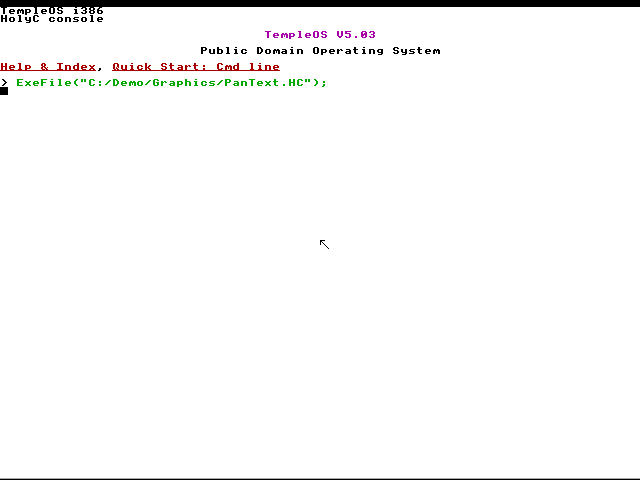 TempleOS i386
HolyC console
TempleOS V5.03
Public Domain Operating System
Help & Index, Quick Start: Cmd line
> ExeFile("C:/Demo/Graphics/PanText.HC");